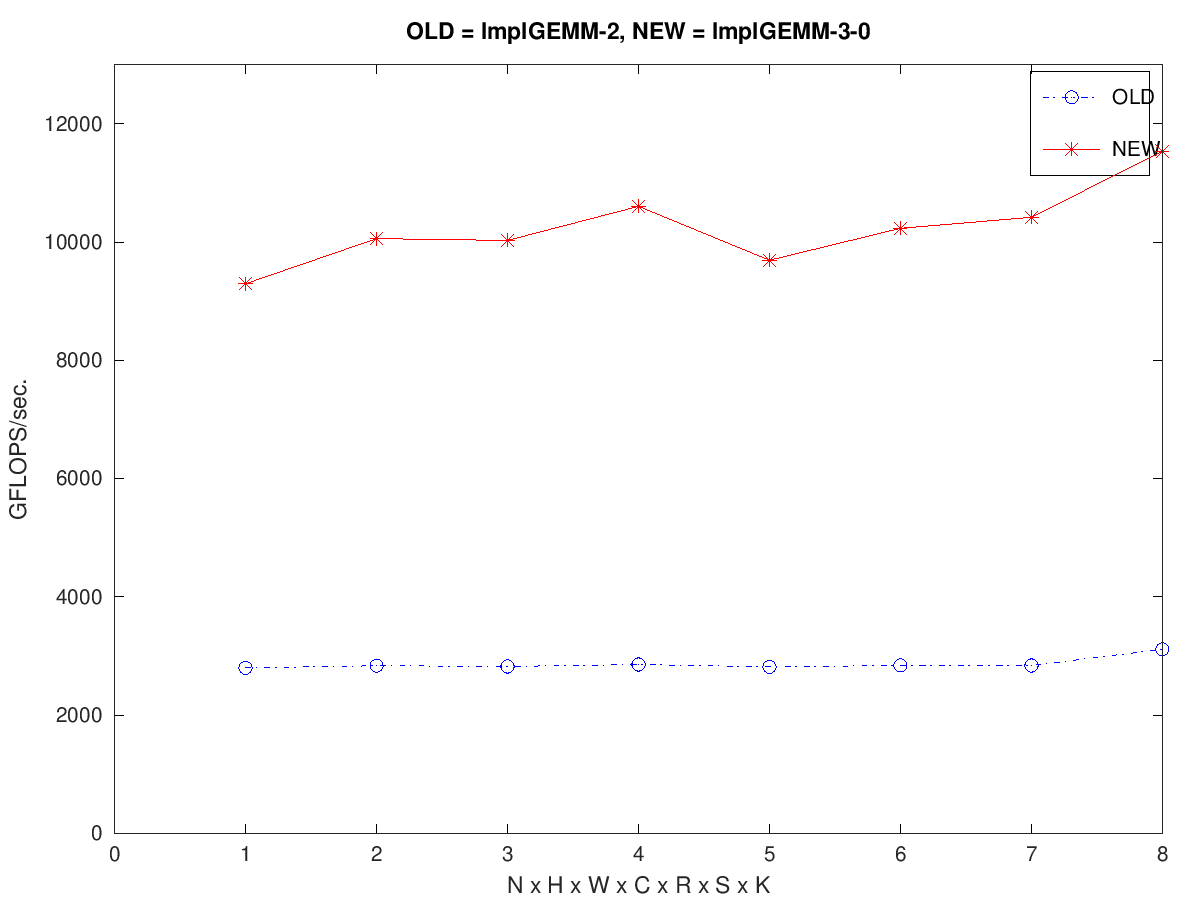 OLD = ImplGEMM-2, NEW = ImplGEMM-3-0
OLD
NEW
12000
10000
8000
6000
4000
2000
0
GFLOPS/sec.
0 1 2 3 4 5 6 7 8
N x H x W x C x R x S x K